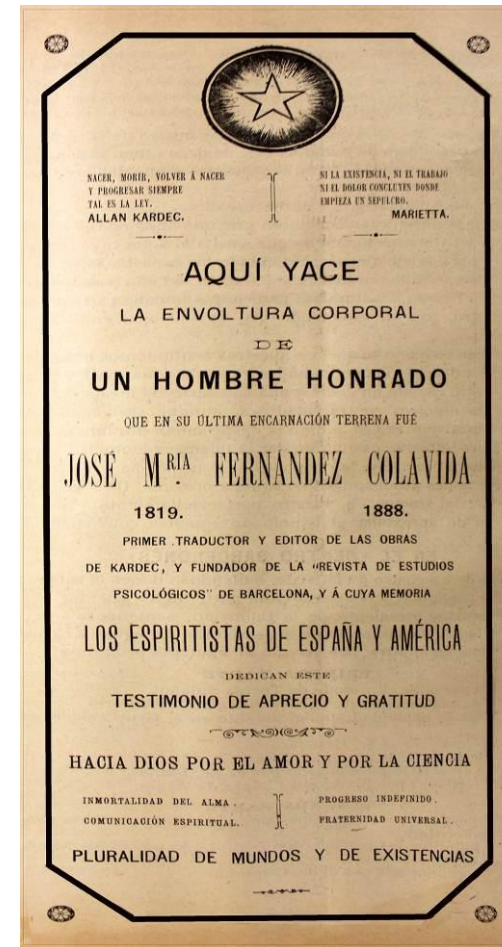 NACER, MORIR, VOLVER Á NACER
Y PROGRESAR SIEMPRE
TAL ES LA LEY.
ALLAN KARDEC.
NI LA EXISTENCIA, NI EL TRABAJO
NI EL DOLOR CONCLUYEN DONDE
EMPIEZA UN SEPULCRO.
MARIETTA.
AQUÍ YACE
LA ENVOLTURA CORPORAL
DE
UN HOMBRE HONRADO
QUE EN SU ÚLTIMA ENCARNACIÓN TERRENA FUÉ
JOSÉ M.RIA FERNÁNDEZ COLAVIDA
1819. 1888.
PRIMER TRADUCTOR Y EDITOR DE LAS OBRAS
DE KARDEC, Y FUNDADOR DE LA "REVISTA DE ESTUDIOS
PSICOLÓGICOS" DE BARCELONA, Y Á CUYA MEMORIA
LOS ESPIRITISTAS DE ESPAÑA Y AMÉRICA
DEDICAN ESTE
TESTIMONIO DE APRECIO Y GRATITUD
HACIA DIOS POR EL AMOR Y POR LA CIENCIA
INMORTALIDAD DEL ALMA.
COMUNICACIÓN ESPIRITUAL.
PROGRESO INDEFINIDO.
FRATERNIDAD UNIVERSAL.
PLURALIDAD DE MUNDOS Y DE EXISTENCIAS